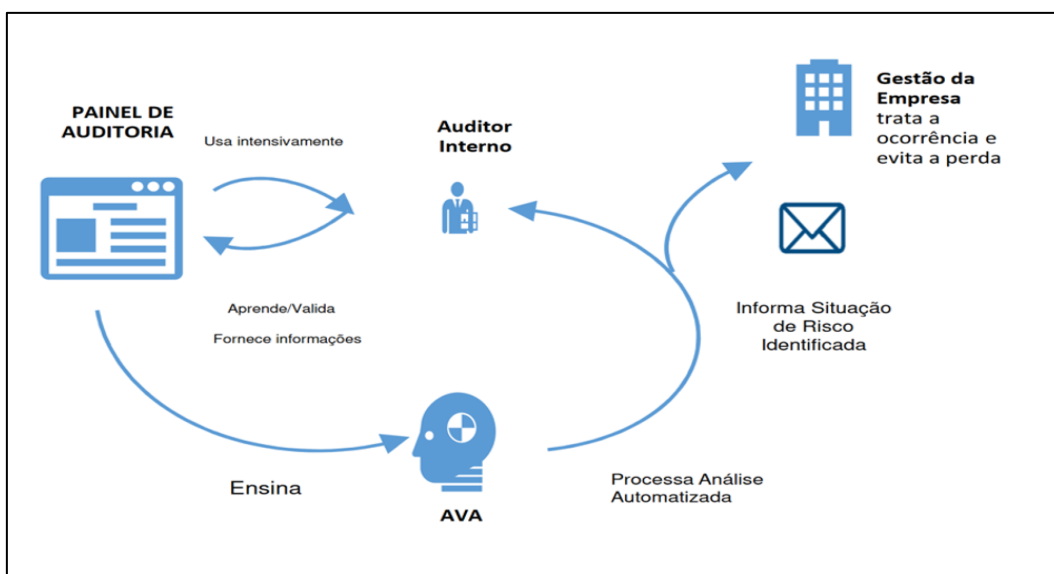 PAINEL DE
AUDITORIA
Usa intensivamente
Auditor
Interno
Gestão da
Empresa
trata a
ocorrência e
evita a perda
Aprende/Valida
Fornece informações
Informa Situação
de Risco
Identificada
Ensina
AVA
Processa Análise
Automatizada